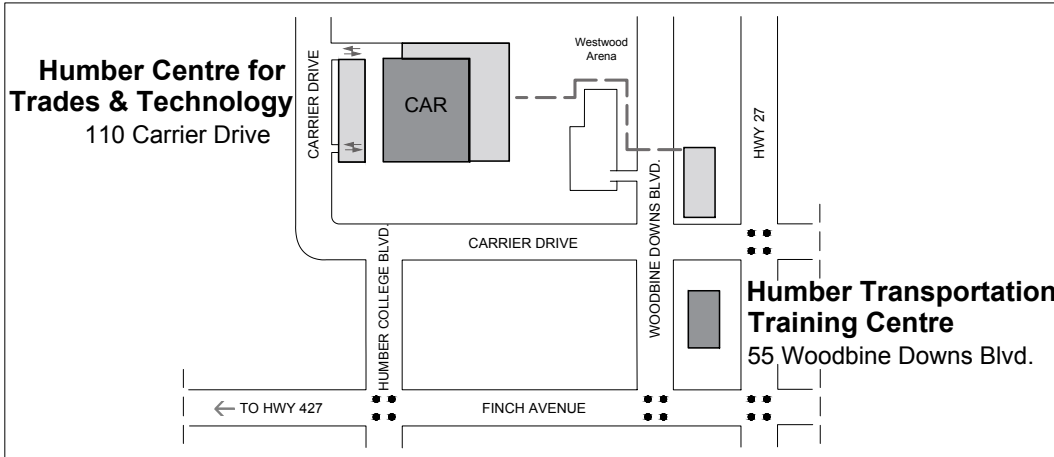 Humber Centre for
Trades & Technology
110 Carrier Drive
CARRIER DRIVE
CAR
Westwood
Arena
HWY 27
WOODBINE DOWNS BLVD.
CARRIER DRIVE
HUMBER COLLEGE BLVD.
Humber Transportation
Training Centre
55 Woodbine Downs Blvd.
TO HWY 427
FINCH AVENUE